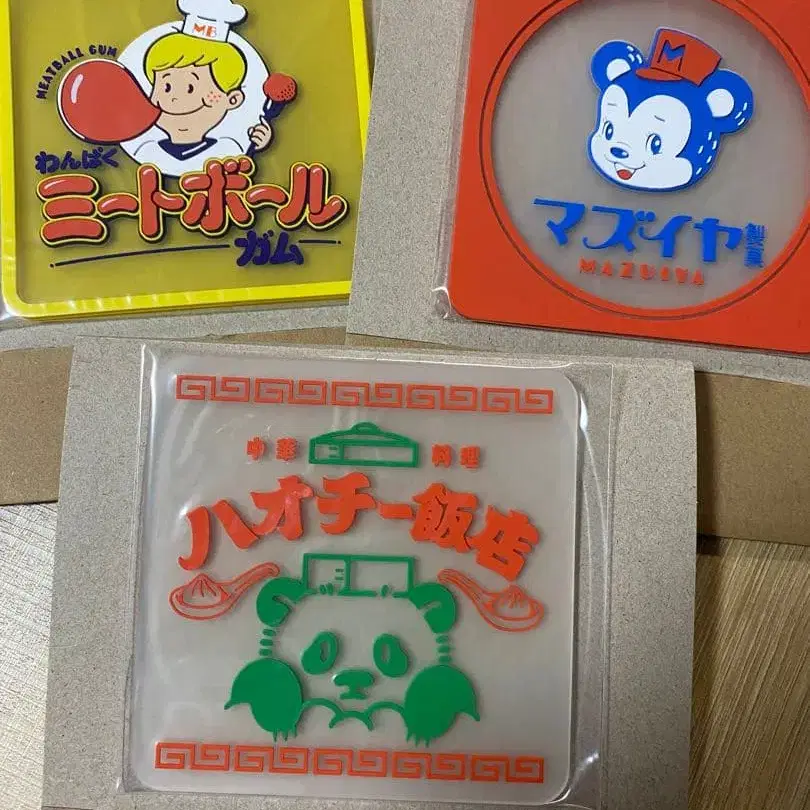 MB
MEATBALL GUM
わんぱく
ミートボール
ガム
M
マズイヤ製菓
MAZUIYA
中華 料理
ハオチー飯店